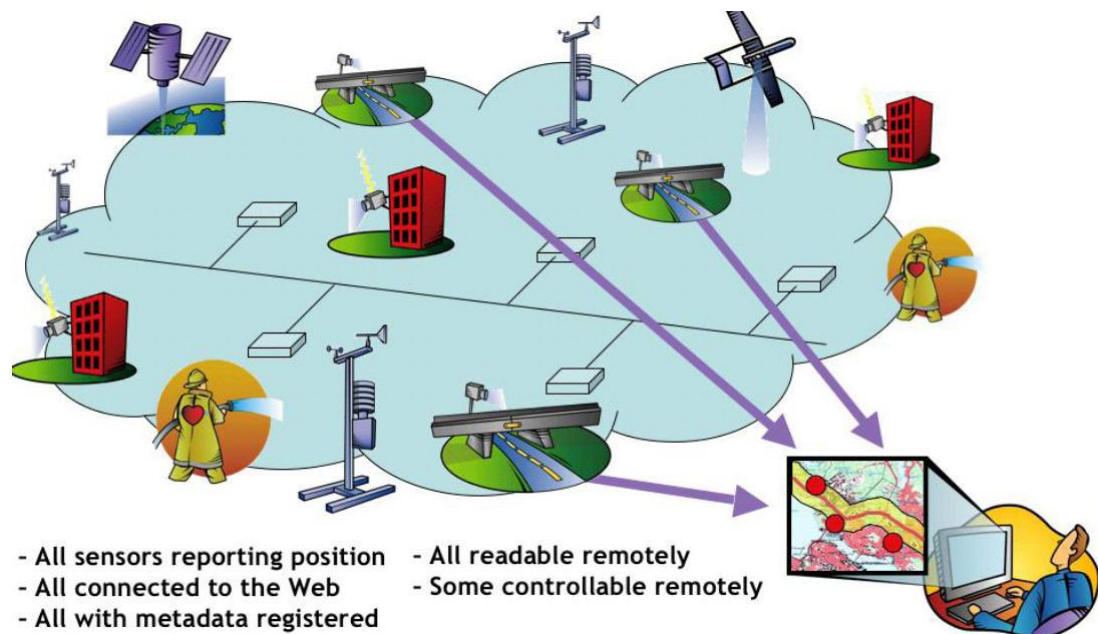 - All sensors reporting position
- All connected to the Web
- All with metadata registered
- All readable remotely
- Some controllable remotely